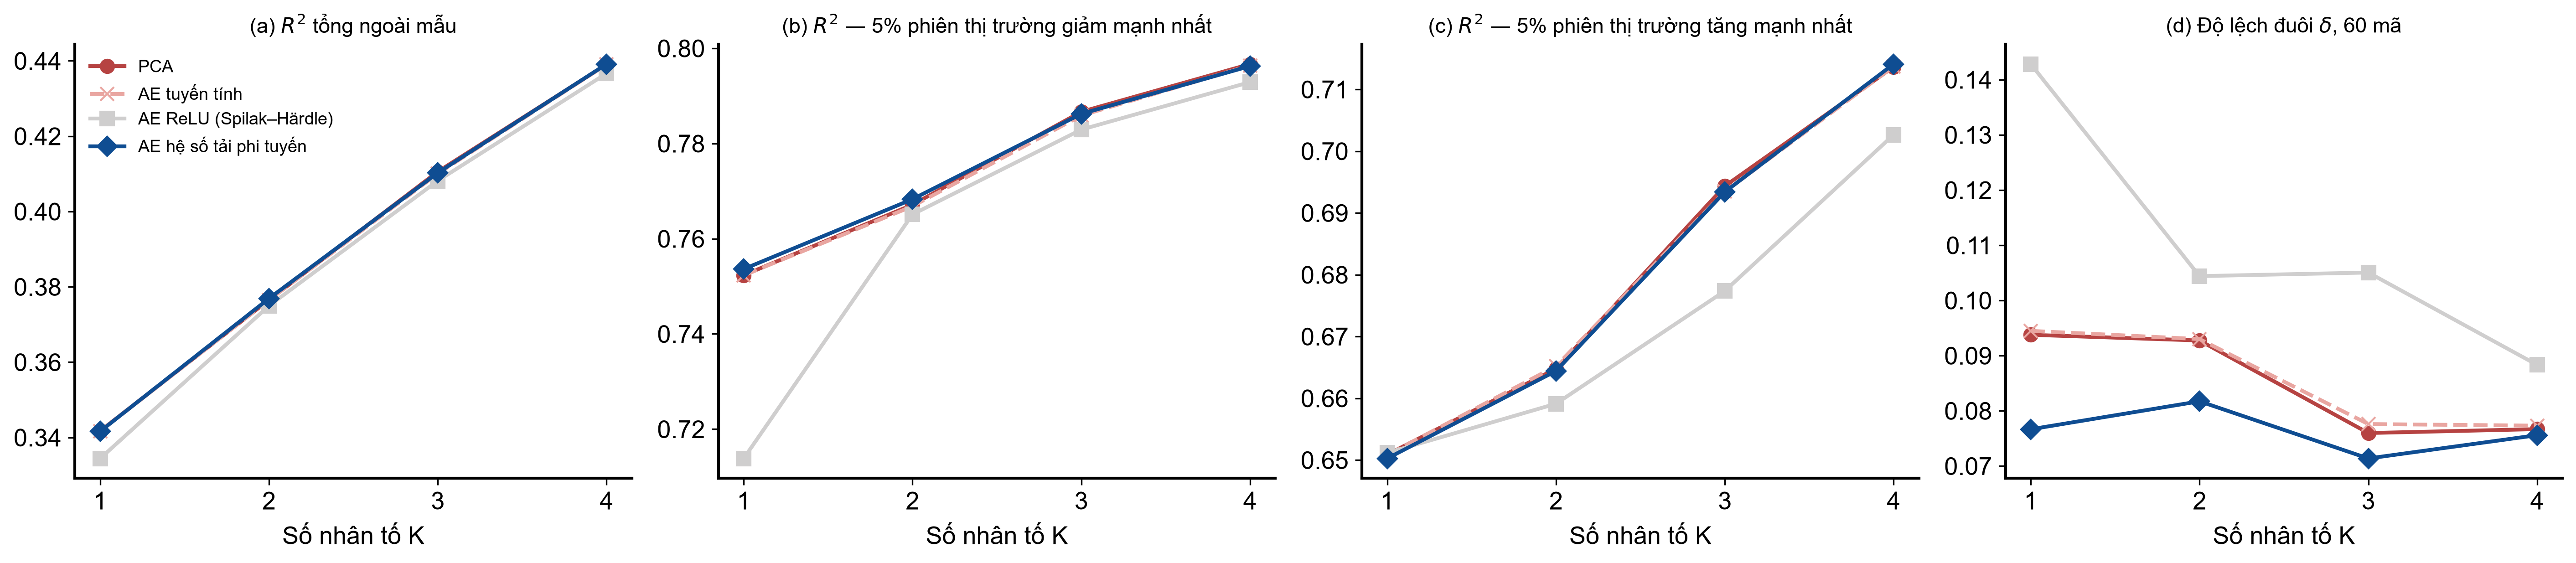 (a) R² tổng ngoài mẫu
0.44
0.42
0.40
0.38
0.36
0.34
PCA
AE tuyến tính
AE ReLU (Spilak–Härdle)
AE hệ số tải phi tuyến
1 2 3 4
Số nhân tố K
(b) R² — 5% phiên thị trường giảm mạnh nhất
0.80
0.78
0.76
0.74
0.72
1 2 3 4
Số nhân tố K
(c) R² — 5% phiên thị trường tăng mạnh nhất
0.71
0.70
0.69
0.68
0.67
0.66
0.65
1 2 3 4
Số nhân tố K
(d) Độ lệch đuôi δ, 60 mã
0.14
0.13
0.12
0.11
0.10
0.09
0.08
0.07
1 2 3 4
Số nhân tố K